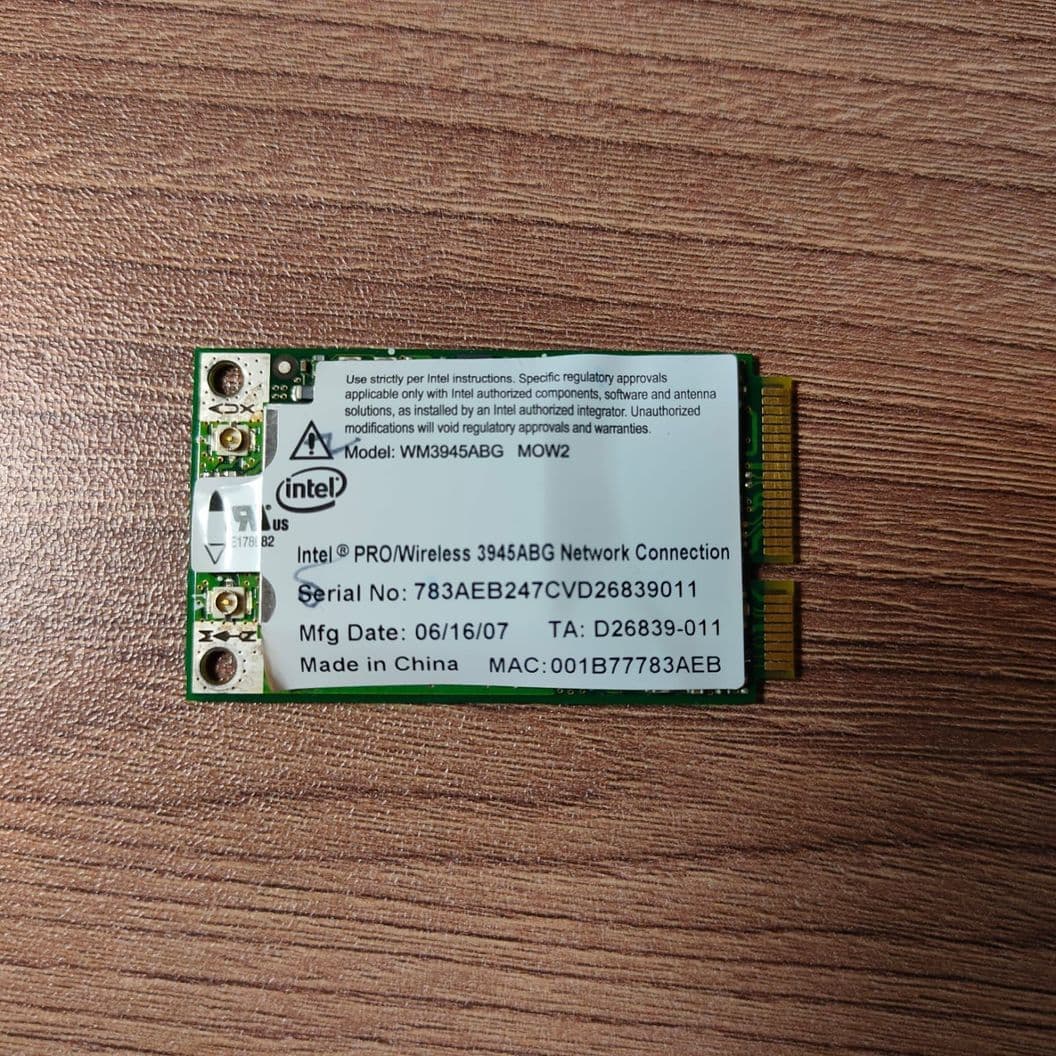 Use strictly per Intel instructions. Specific regulatory approvals
applicable only with Intel authorized components, software and antenna
solutions, as installed by an Intel authorized integrator. Unauthorized
modifications will void regulatory approvals and warranties.
Model: WM3945ABG MOW2
AUX
intel®
US
Intel® PRO/Wireless 3945ABG Network Connection
Serial No: 783AEB247CVD26839011
Mfg Date: 06/16/07 TA: D26839-011
MAIN
Made in China MAC:001B77783AEB